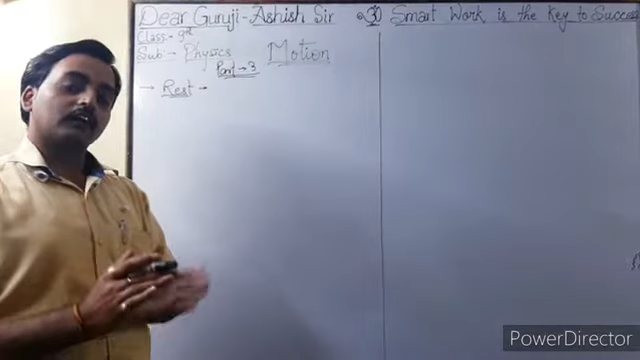 Dear Guruji - Ashish Sir
Smart Work is the Key to Success
Class - 9th
Sub :- Physics
Motion
Part → 3
→ Rest -
PowerDirector